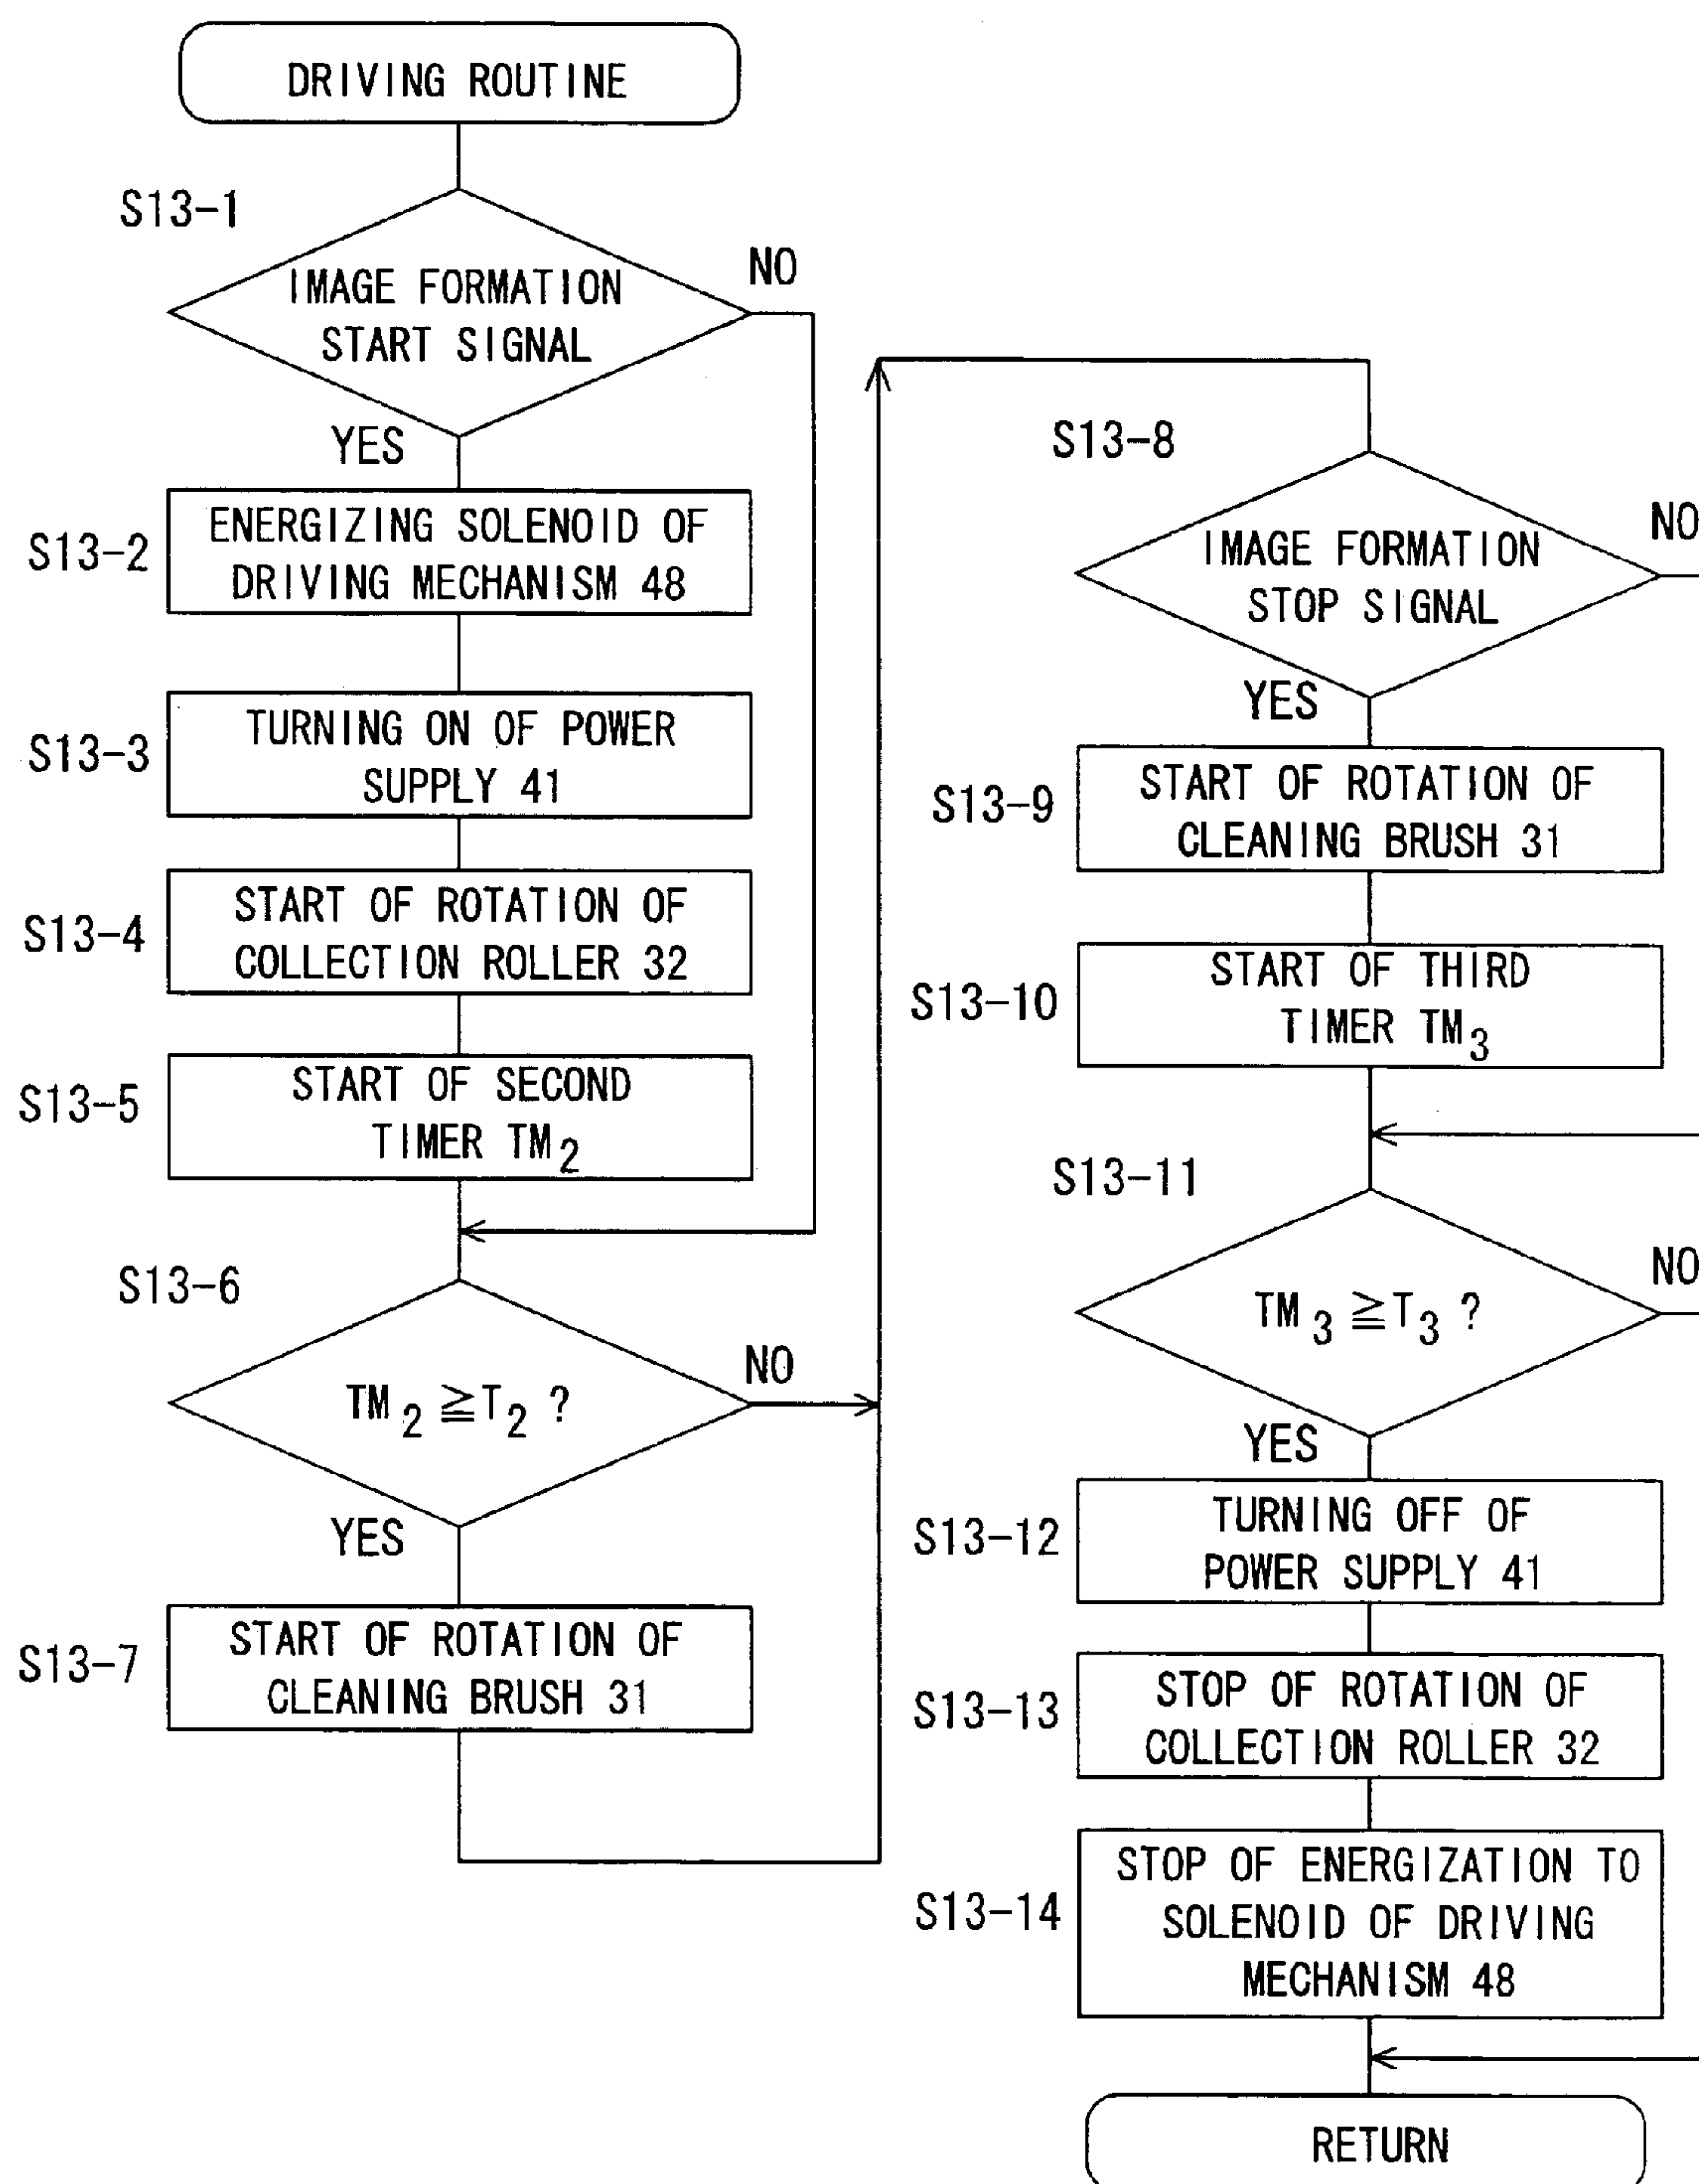 DRIVING ROUTINE
S13-1
IMAGE FORMATION
START SIGNAL
NO
YES
S13-2
ENERGIZING SOLENOID OF
DRIVING MECHANISM 48
S13-3
TURNING ON OF POWER
SUPPLY 41
S13-4
START OF ROTATION OF
COLLECTION ROLLER 32
S13-5
START OF SECOND
TIMER TM2
S13-6
TM2 ≧T2 ?
NO
YES
S13-7
START OF ROTATION OF
CLEANING BRUSH 31
S13-8
IMAGE FORMATION
STOP SIGNAL
NO
YES
S13-9
START OF ROTATION OF
CLEANING BRUSH 31
S13-10
START OF THIRD
TIMER TM3
S13-11
TM3 ≧T3 ?
NO
YES
S13-12
TURNING OFF OF
POWER SUPPLY 41
S13-13
STOP OF ROTATION OF
COLLECTION ROLLER 32
S13-14
STOP OF ENERGIZATION TO
SOLENOID OF DRIVING
MECHANISM 48
RETURN